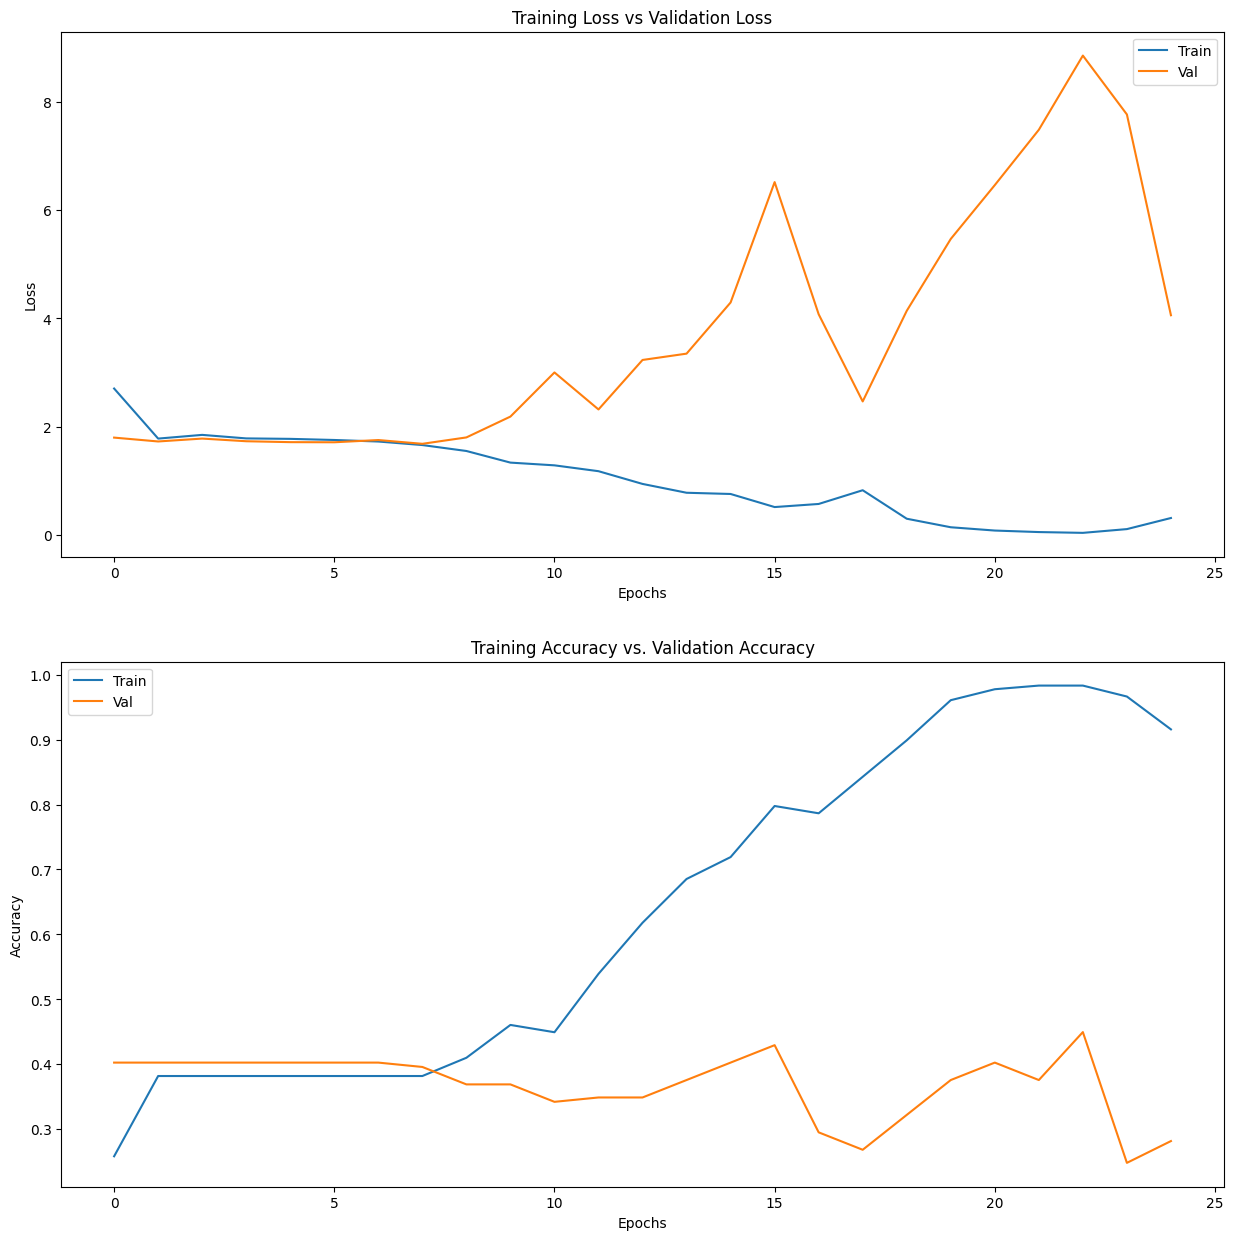 Training Loss vs Validation Loss
Train
Val
8
6
4
2
0
Loss
0 5 10 15 20 25
Epochs
Training Accuracy vs. Validation Accuracy
Train
Val
1.0
0.9
0.8
0.7
0.6
0.5
0.4
0.3
Accuracy
0 5 10 15 20 25
Epochs